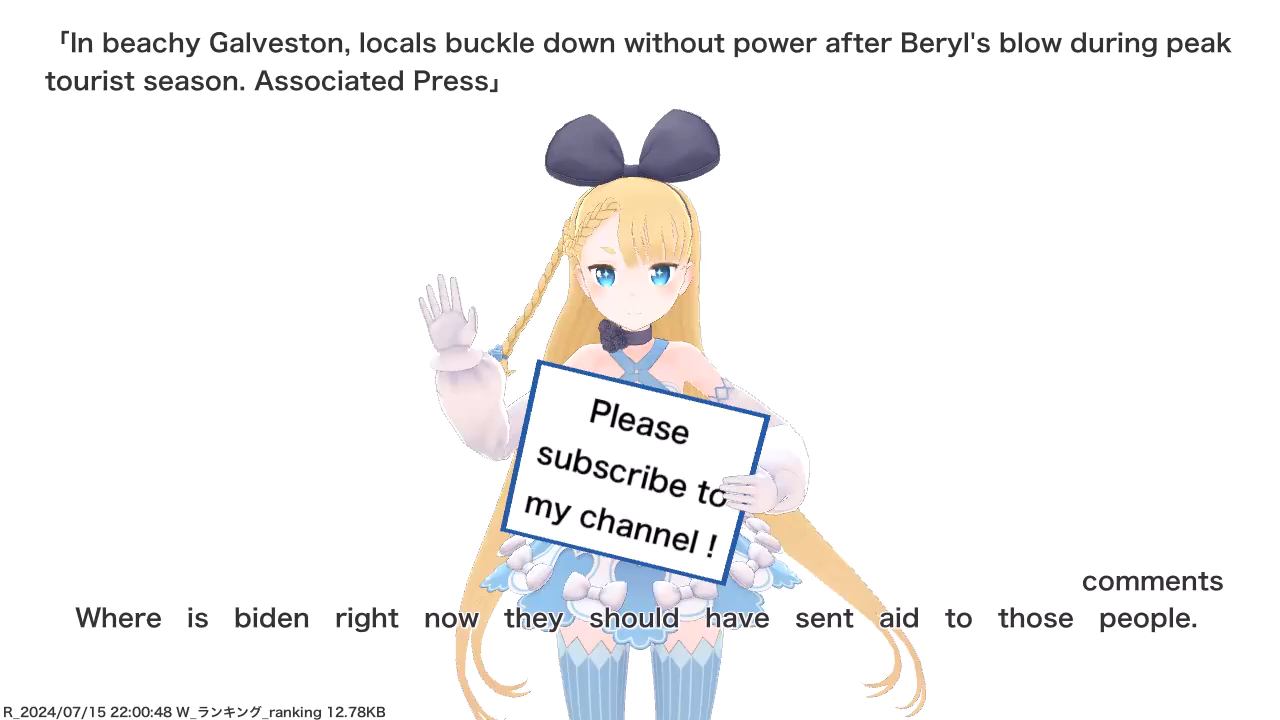 「In beachy Galveston, locals buckle down without power after Beryl's blow during peak
tourist season. Associated Press」
Please
subscribe to
my channel !
comments
Where is biden right now they should have sent aid to those people.
R_2024/07/15 22:00:48 W_ランキング_ranking 12.78KB